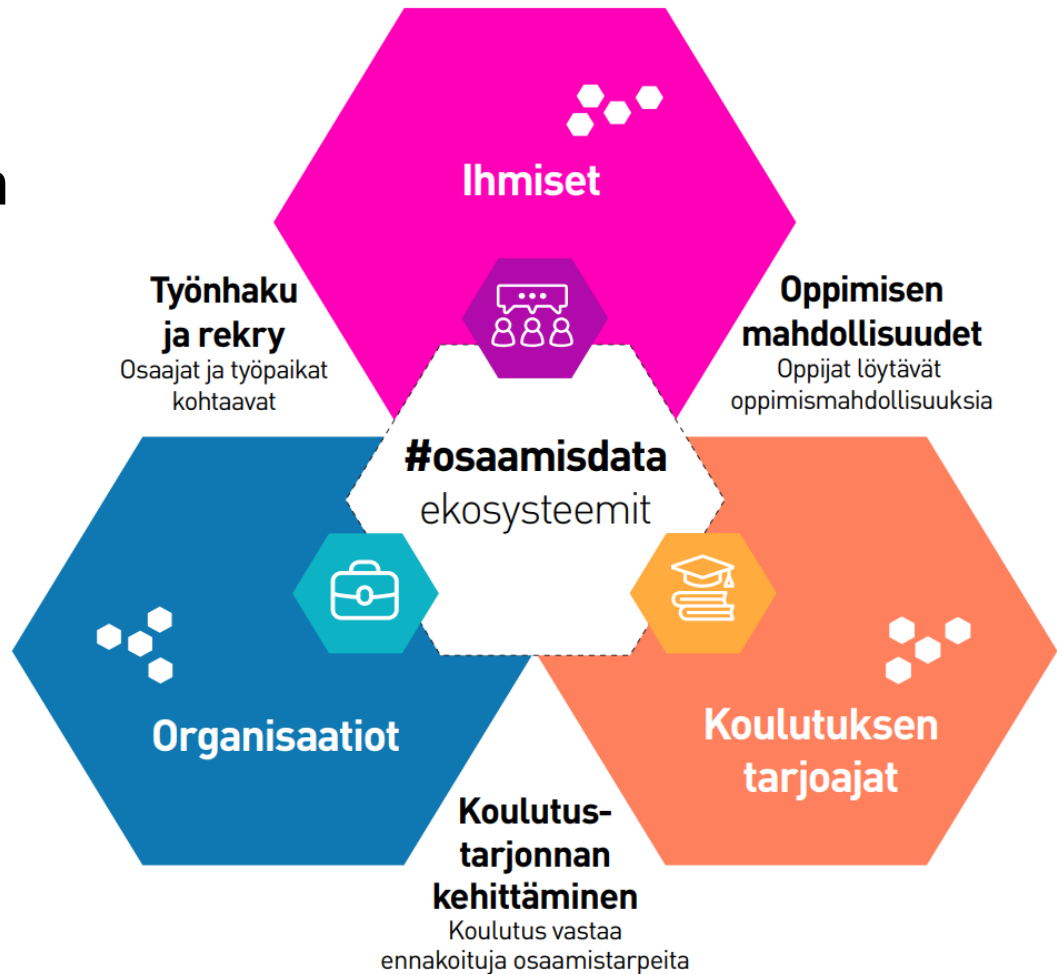 Ihmiset
Työnhaku
ja rekry
Osaajat ja työpaikat
kohtaavat
Oppimisen
mahdollisuudet
Oppijat löytävät
oppimismahdollisuuksia
#osaamisdata
ekosysteemit
Organisaatiot
Koulutuksen
tarjoajat
Koulutus-
tarjonnan
kehittäminen
Koulutus vastaa
ennakoituja osaamistarpeita